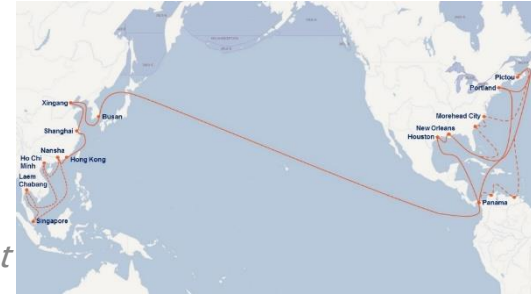 Pictou
Portland
Xingang
Busan
Morehead City
Shanghai
New Orleans
Houston
Nansha
Hong Kong
Ho Chi
Minh
Laem
Chabang
Panama
Singapore
t